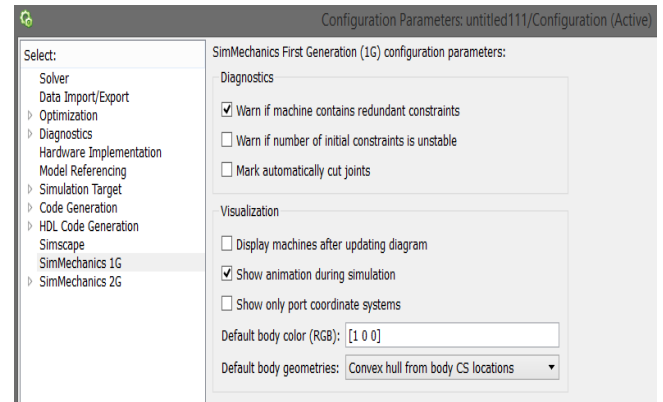 Configuration Parameters: untitled111/Configuration (Active)
Select:
Solver
Data Import/Export
Optimization
Diagnostics
Hardware Implementation
Model Referencing
Simulation Target
Code Generation
HDL Code Generation
Simscape
SimMechanics 1G
SimMechanics 2G
SimMechanics First Generation (1G) configuration parameters:
Diagnostics
Warn if machine contains redundant constraints
Warn if number of initial constraints is unstable
Mark automatically cut joints
Visualization
Display machines after updating diagram
Show animation during simulation
Show only port coordinate systems
Default body color (RGB): [1 0 0]
Default body geometries: Convex hull from body CS locations